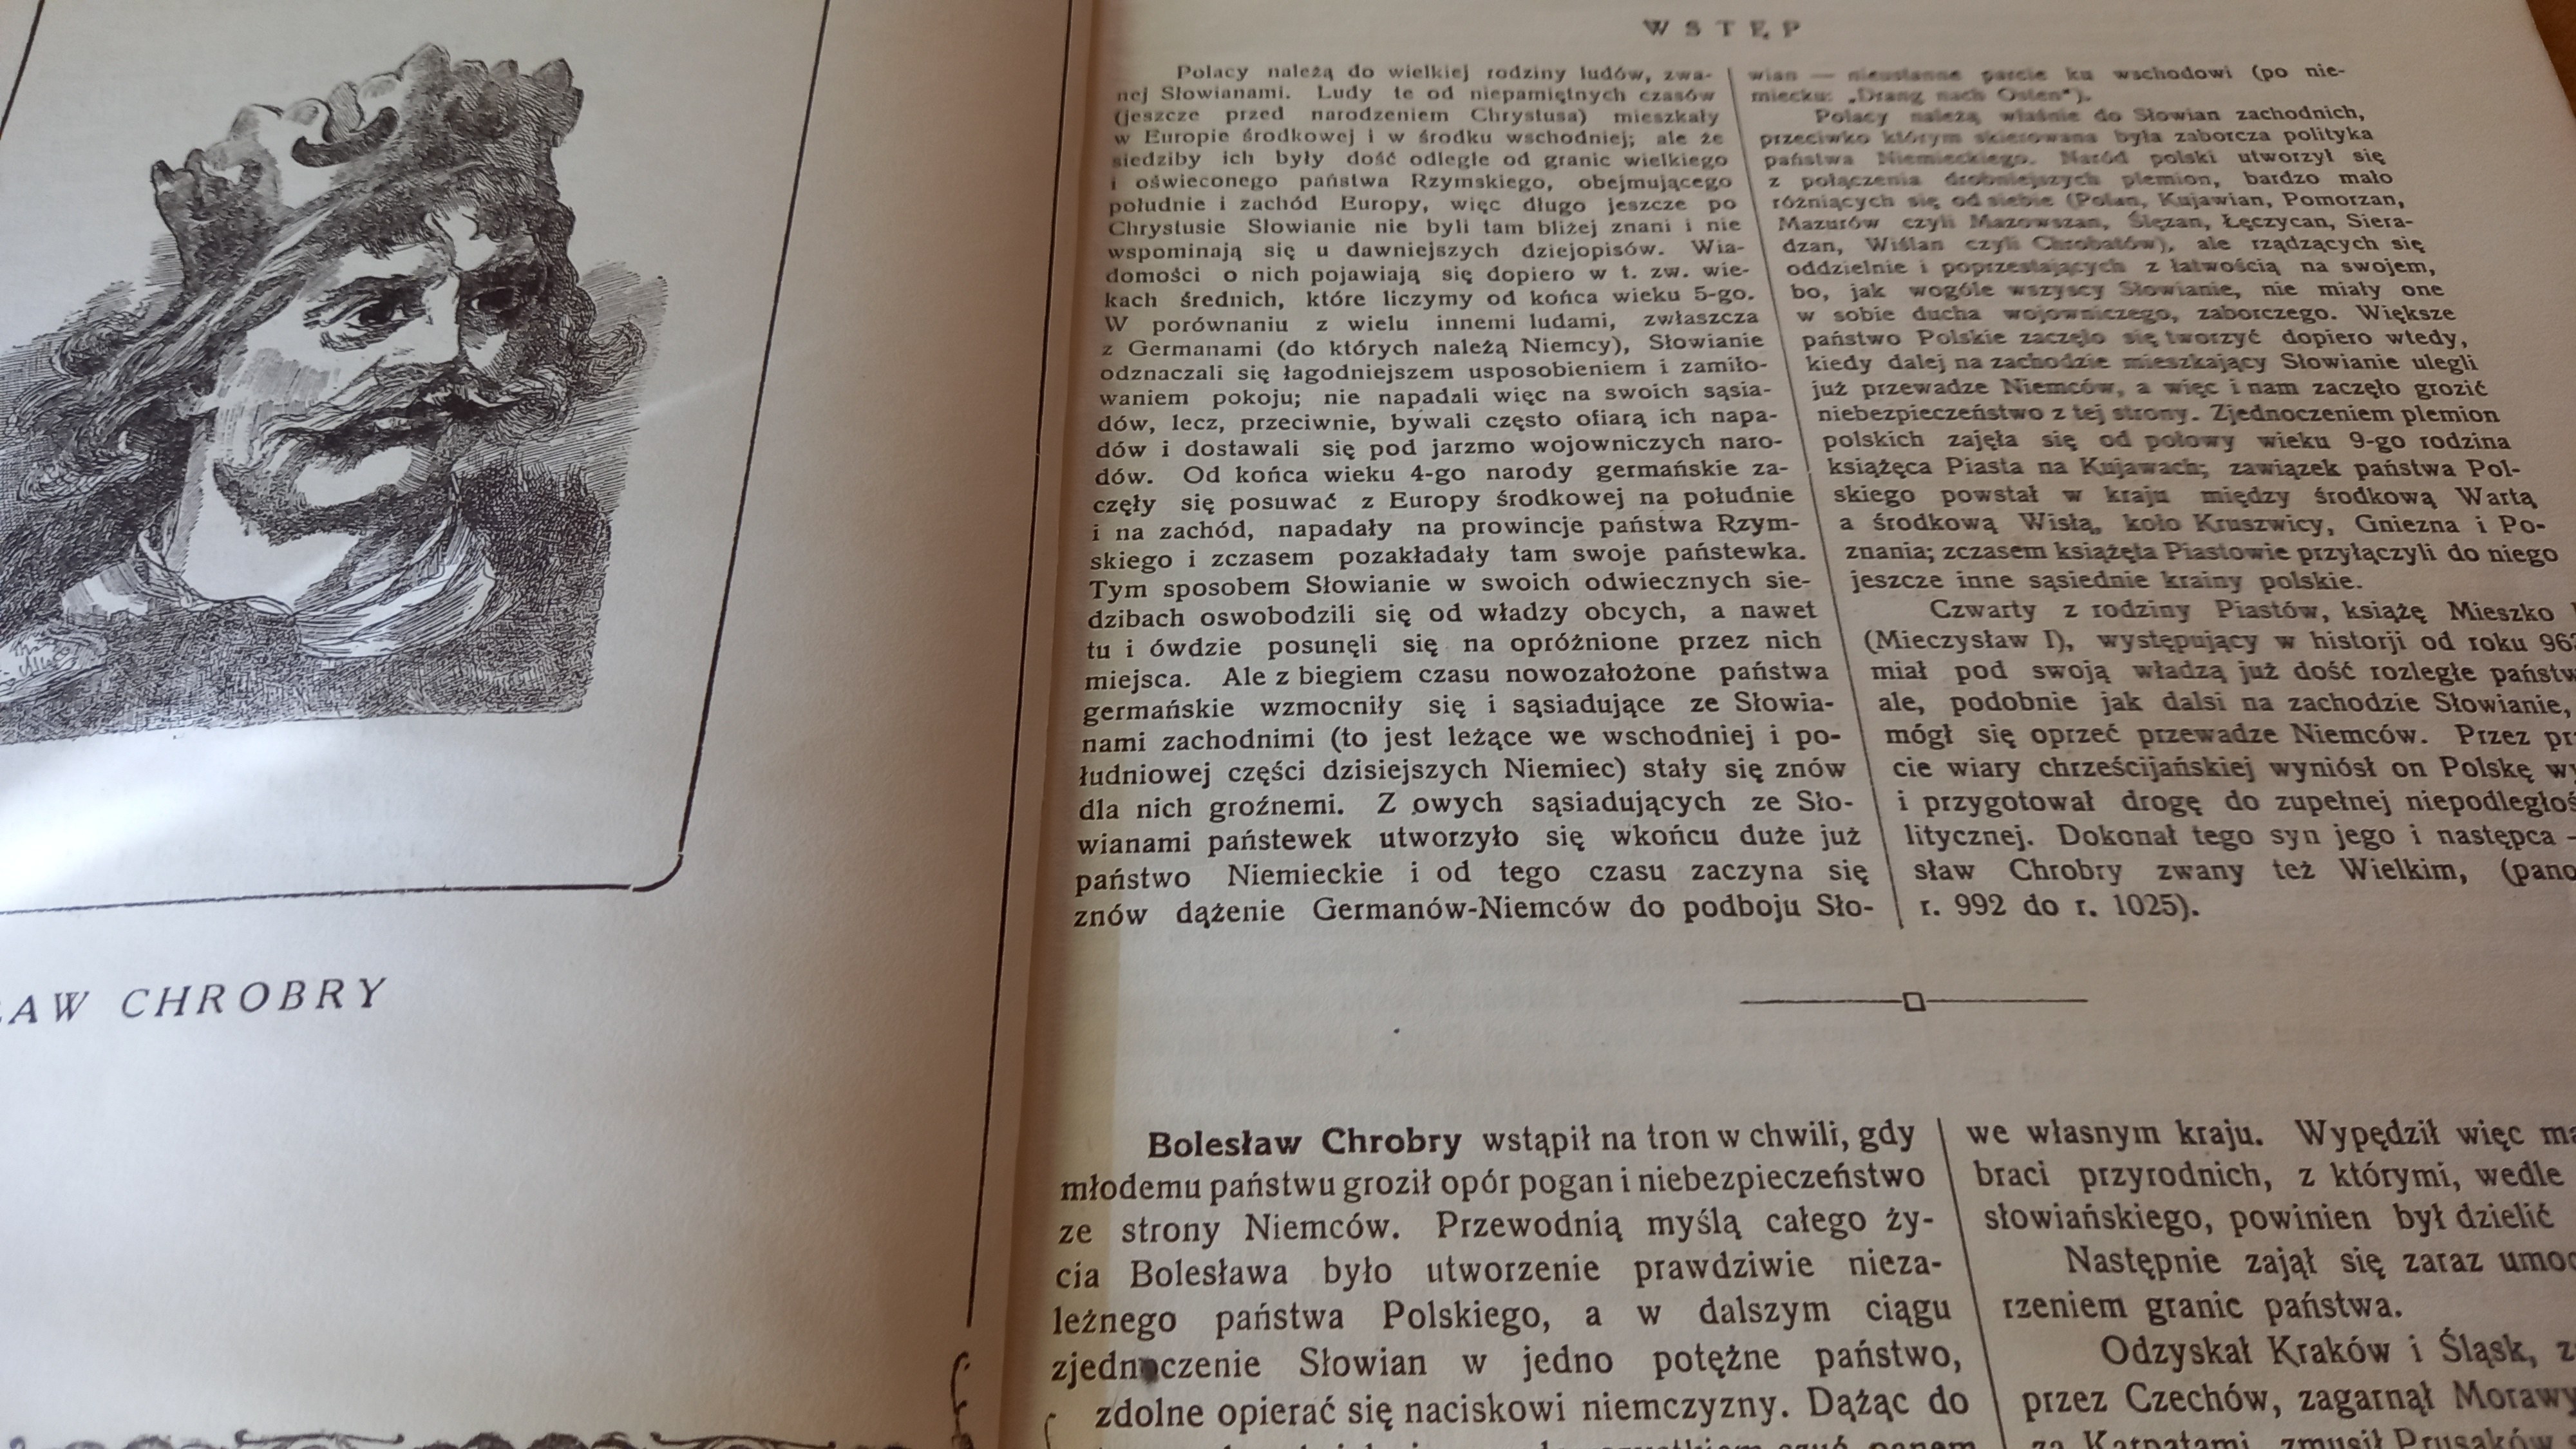 CHROBRY
WSTĘP
Polacy należą do wielkiej rodziny ludów, zwa-
nej Słowianami. Ludy te od niepamiętnych czasów
(jeszcze przed narodzeniem Chrystusa) mieszkały
w Europie środkowej i w środku wschodniej; ale że
siedziby ich były dość odległe od granic wielkiego
i oświeconego państwa Rzymskiego, obejmującego
południe i zachód Europy, więc długo jeszcze po
Chrystusie Słowianie nie byli tam bliżej znani i nie
wspominają się u dawniejszych dziejopisów. Wia-
domości o nich pojawiają się dopiero w t. zw. wie-
kach średnich, które liczymy od końca wieku 5-go.
W porównaniu z wielu innemi ludami, zwłaszcza
z Germanami (do których należą Niemcy), Słowianie
odznaczali się łagodniejszem usposobieniem i zamiło-
waniem pokoju; nie napadali więc na swoich sąsia-
dów, lecz, przeciwnie, bywali często ofiarą ich napa-
dów i dostawali się pod jarzmo wojowniczych naro-
dów. Od końca wieku 4-go narody germańskie za-
częły się posuwać z Europy środkowej na południe
i na zachód, napadały na prowincje państwa Rzym-
skiego i zczasem pozakładały tam swoje państewka.
Tym sposobem Słowianie w swoich odwiecznych sie-
dzibach oswobodzili się od władzy obcych, a nawet
tu i ówdzie posunęli się na opróżnione przez nich
miejsca. Ale z biegiem czasu nowozałożone państwa
germańskie wzmocniły się i sąsiadujące ze Słowia-
nami zachodnimi (to jest leżące we wschodniej i po-
łudniowej części dzisiejszych Niemiec) stały się znów
dla nich groźnemi. Z owych sąsiadujących ze Sło-
wianami państewek utworzyło się wkońcu duże już
państwo Niemieckie i od tego czasu zaczyna się
znów dążenie Germanów-Niemców do podboju Sło-
wian — nieustanne parcie ku wschodowi (po nie-
miecku: „Drang nach Osten").
Polacy należą właśnie do Słowian zachodnich,
przeciwko którym skierowana była zaborcza polityka
państwa Niemieckiego. Naród polski utworzył się
z połączenia drobniejszych plemion, bardzo mało
różniących się od siebie (Polan, Kujawian, Pomorzan,
Mazurów czyli Mazowszan, Ślęzan, Łęczycan, Siera-
dzan, Wiślan czyli Chrobatów), ale rządzących się
oddzielnie i poprzestających z łatwością na swojem,
bo, jak wogóle wszyscy Słowianie, nie miały one
w sobie ducha wojowniczego, zaborczego. Większe
państwo Polskie zaczęło się tworzyć dopiero wtedy,
kiedy dalej na zachodzie mieszkający Słowianie ulegli
już przewadze Niemców, a więc i nam zaczęło grozić
niebezpieczeństwo z tej strony. Zjednoczeniem plemion
polskich zajęła się od połowy wieku 9-go rodzina
książęca Piasta na Kujawach; zawiązek państwa Pol-
skiego powstał w kraju między środkową Wartą
a środkową Wisłą, koło Kruszwicy, Gniezna i Po-
znania; zczasem książęta Piastowie przyłączyli do niego
jeszcze inne sąsiednie krainy polskie.
Czwarty z rodziny Piastów, książę Mieszko
(Mieczysław I), występujący w historji od roku 963
miał pod swoją władzą już dość rozległe państw
ale, podobnie jak dalsi na zachodzie Słowianie,
mógł się oprzeć przewadze Niemców. Przez
cie wiary chrześcijańskiej wyniósł on Polskę
i przygotował drogę do zupełnej niepodległoś
litycznej. Dokonał tego syn jego i następca —
sław Chrobry zwany też Wielkim, (pano
r. 992 do r. 1025).
Bolesław Chrobry wstąpił na tron w chwili, gdy
młodemu państwu groził opór pogan i niebezpieczeństwo
ze strony Niemców. Przewodnią myślą całego ży-
cia Bolesława było utworzenie prawdziwie nieza-
leżnego państwa Polskiego, a w dalszym ciągu
zjednoczenie Słowian w jedno potężne państwo,
zdolne opierać się naciskowi niemczyzny. Dążąc do
we własnym kraju. Wypędził więc
braci przyrodnich, z którymi, wedle
słowiańskiego, powinien był dzielić
Następnie zajął się zaraz umoc
rzeniem granic państwa.
Odzyskał Kraków i Śląsk,
przez Czechów, zagarnął Morawy
za Karpatami, zmusił Prusaków